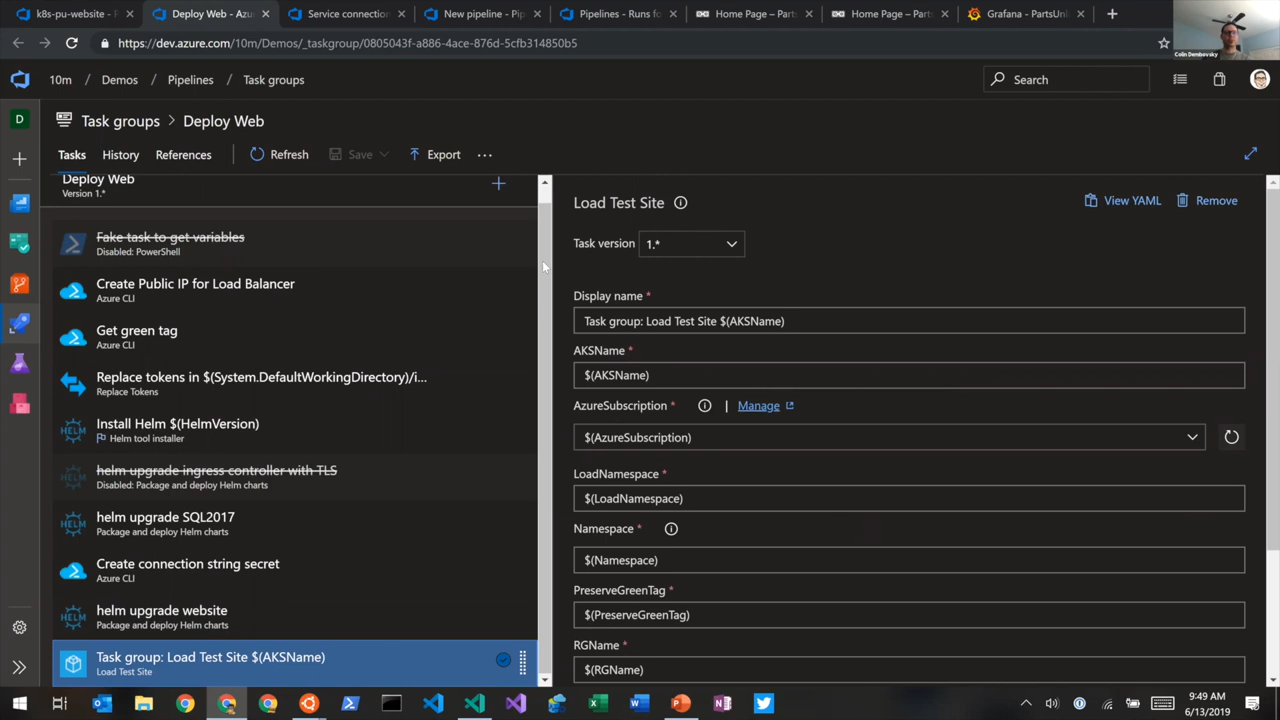 k8s-pu-website -
Deploy Web - Az
Service connection
New pipeline - Pip
Pipelines - Runs fo
Home Page – Parts
Home Page – Parts
Grafana - PartsUnl
https://dev.azure.com/10m/Demos/_taskgroup/0805043f-a886-4ace-876d-5cfb314850b5
Colin Dembovsky
10m / Demos / Pipelines / Task groups
Search
D
Task groups > Deploy Web
Tasks
History
References
Refresh
Save
Export
Deploy Web
Version 1.*
Fake task to get variables
Disabled: PowerShell
Create Public IP for Load Balancer
Azure CLI
Get green tag
Azure CLI
Replace tokens in $(System.DefaultWorkingDirectory)/i...
Replace Tokens
Install Helm $(HelmVersion)
Helm tool installer
helm upgrade ingress controller with TLS
Disabled: Package and deploy Helm charts
helm upgrade SQL2017
Package and deploy Helm charts
Create connection string secret
Azure CLI
helm upgrade website
Package and deploy Helm charts
Task group: Load Test Site $(AKSName)
Load Test Site
Load Test Site
View YAML
Remove
Task version 1.*
Display name *
Task group: Load Test Site $(AKSName)
AKSName *
$(AKSName)
AzureSubscription * | Manage
$(AzureSubscription)
LoadNamespace *
$(LoadNamespace)
Namespace *
$(Namespace)
PreserveGreenTag *
$(PreserveGreenTag)
RGName *
$(RGName)
9:49 AM
6/13/2019